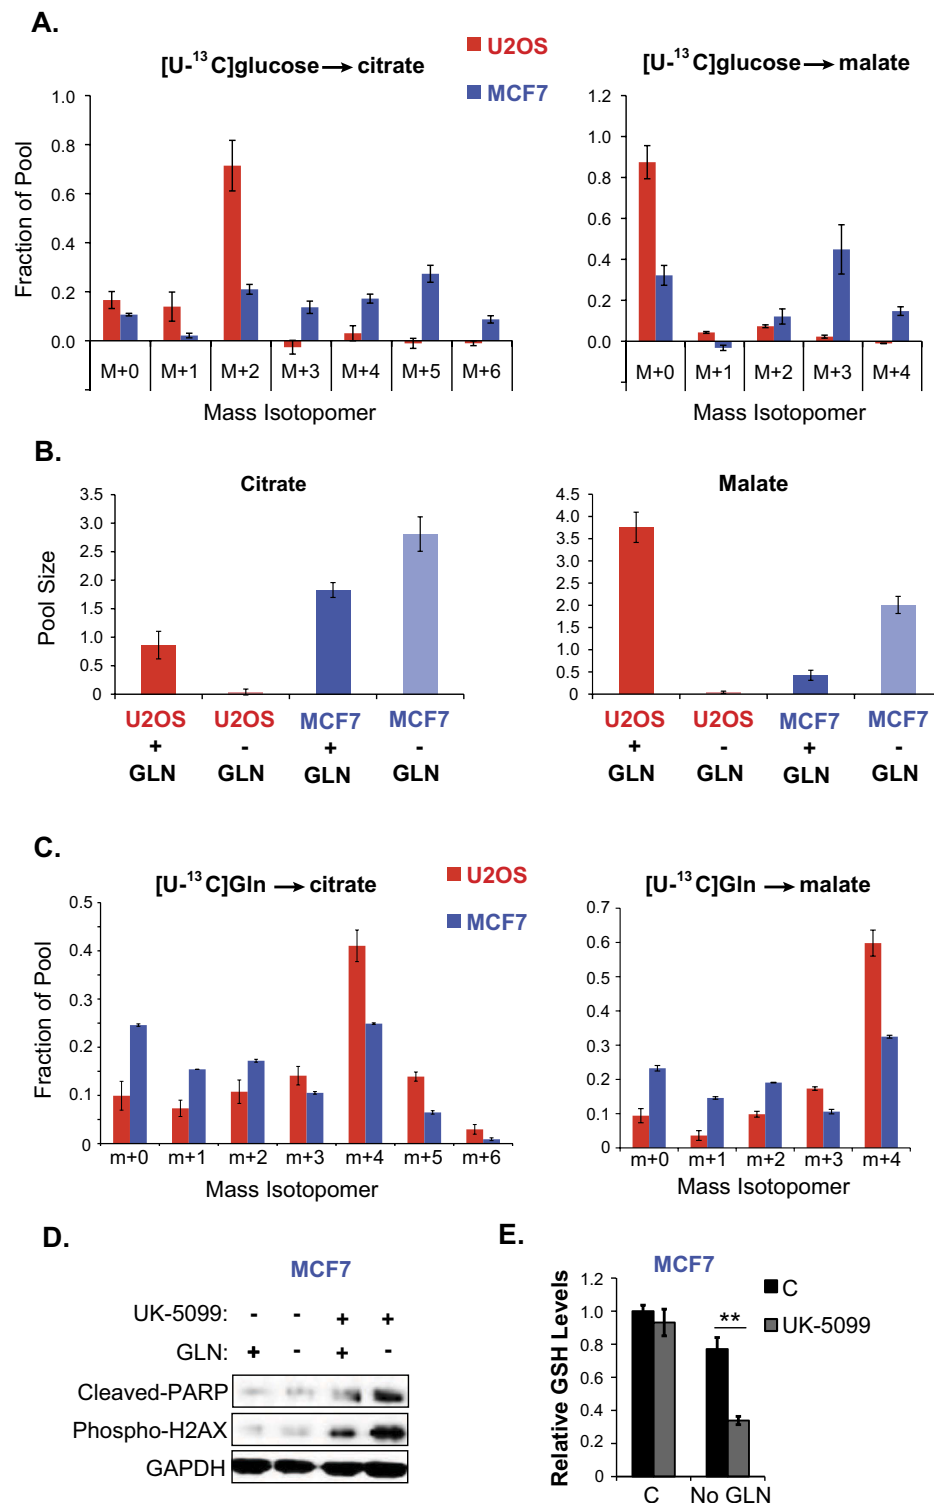 A.
[U-¹³C]glucose→citrate
U2OS
MCF7
[U-¹³C]glucose→malate
Fraction of Pool
1.0
0.8
0.6
0.4
0.2
0.0
M+0 M+1 M+2 M+3 M+4 M+5 M+6
Mass Isotopomer
1.2
1.0
0.8
0.6
0.4
0.2
0.0
M+0 M+1 M+2 M+3 M+4
Mass Isotopomer
B.
Citrate
Pool Size
3.5
3.0
2.5
2.0
1.5
1.0
0.5
0
U2OS U2OS MCF7 MCF7
+ - + -
GLN GLN GLN GLN
Malate
4.5
4.0
3.5
3.0
2.5
2.0
1.5
1.0
0.5
0
U2OS U2OS MCF7 MCF7
+ - + -
GLN GLN GLN GLN
C.
[U-¹³C]Gln→citrate
U2OS
MCF7
[U-¹³C]Gln→malate
Fraction of Pool
0.5
0.4
0.3
0.2
0.1
0
m+0 m+1 m+2 m+3 m+4 m+5 m+6
Mass Isotopomer
0.7
0.6
0.5
0.4
0.3
0.2
0.1
0
m+0 m+1 m+2 m+3 m+4
Mass Isotopomer
D.
MCF7
UK-5099: - - + +
GLN: + - + -
Cleaved-PARP
Phospho-H2AX
GAPDH
E.
MCF7
C
UK-5099
Relative GSH Levels
1.2
1.0
0.8
0.6
0.4
0.2
0
**
C No GLN